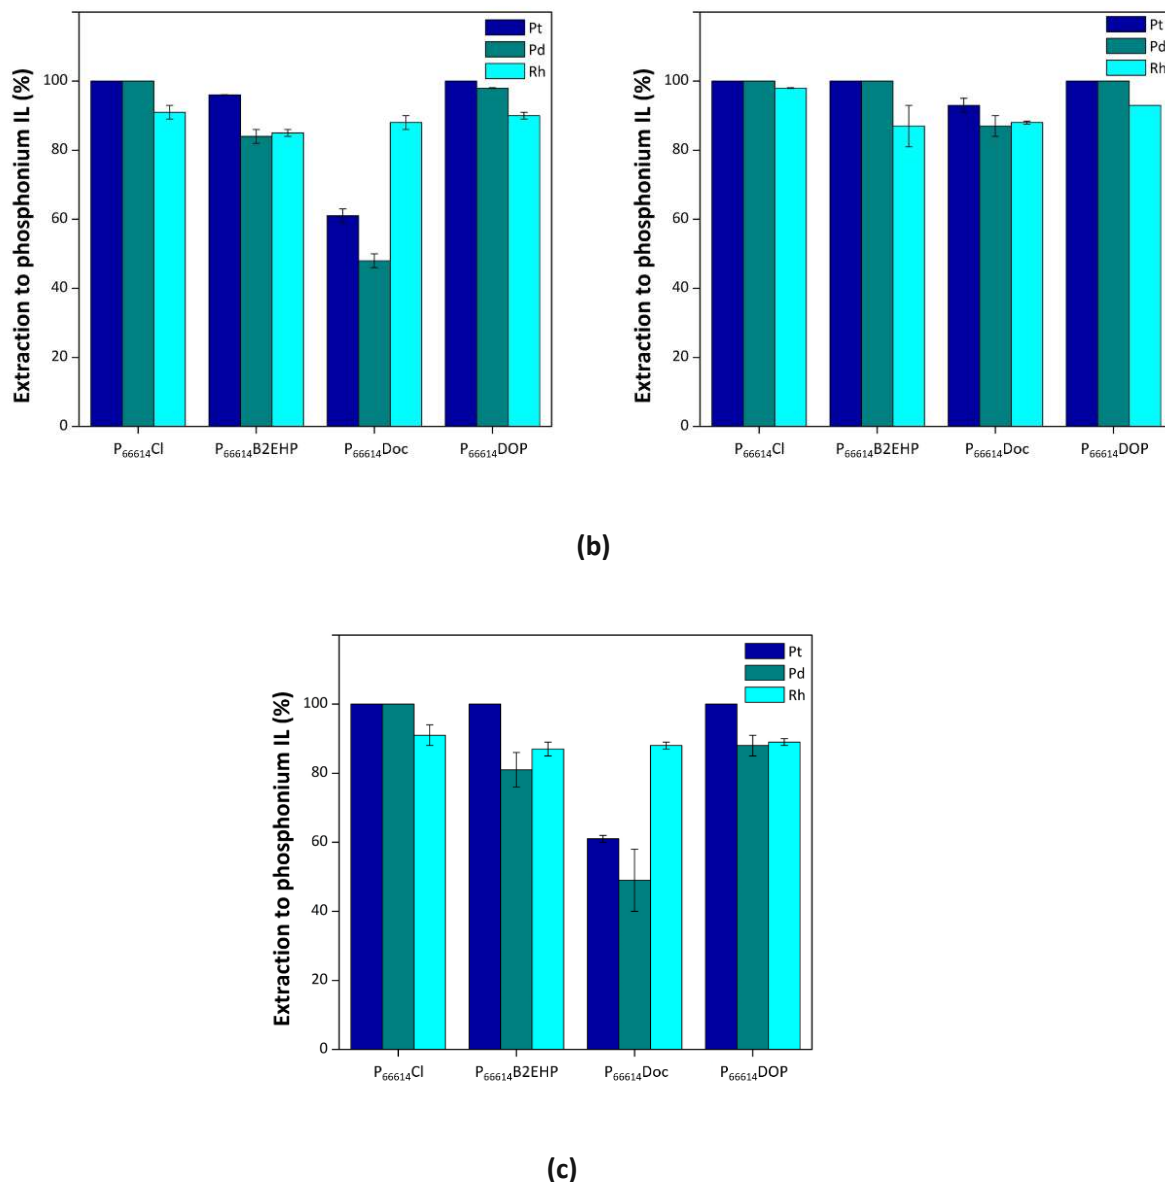 Pt
Pd
Rh
Extraction to phosphonium IL (%)
100
80
60
40
20
0
P₆₆₆₁₄Cl P₆₆₆₁₄B2EHP P₆₆₆₁₄Doc P₆₆₆₁₄DOP
Pt
Pd
Rh
Extraction to phosphonium IL (%)
100
80
60
40
20
0
P₆₆₆₁₄Cl P₆₆₆₁₄B2EHP P₆₆₆₁₄Doc P₆₆₆₁₄DOP
(b)
Pt
Pd
Rh
Extraction to phosphonium IL (%)
100
80
60
40
20
0
P₆₆₆₁₄Cl P₆₆₆₁₄B2EHP P₆₆₆₁₄Doc P₆₆₆₁₄DOP
(c)